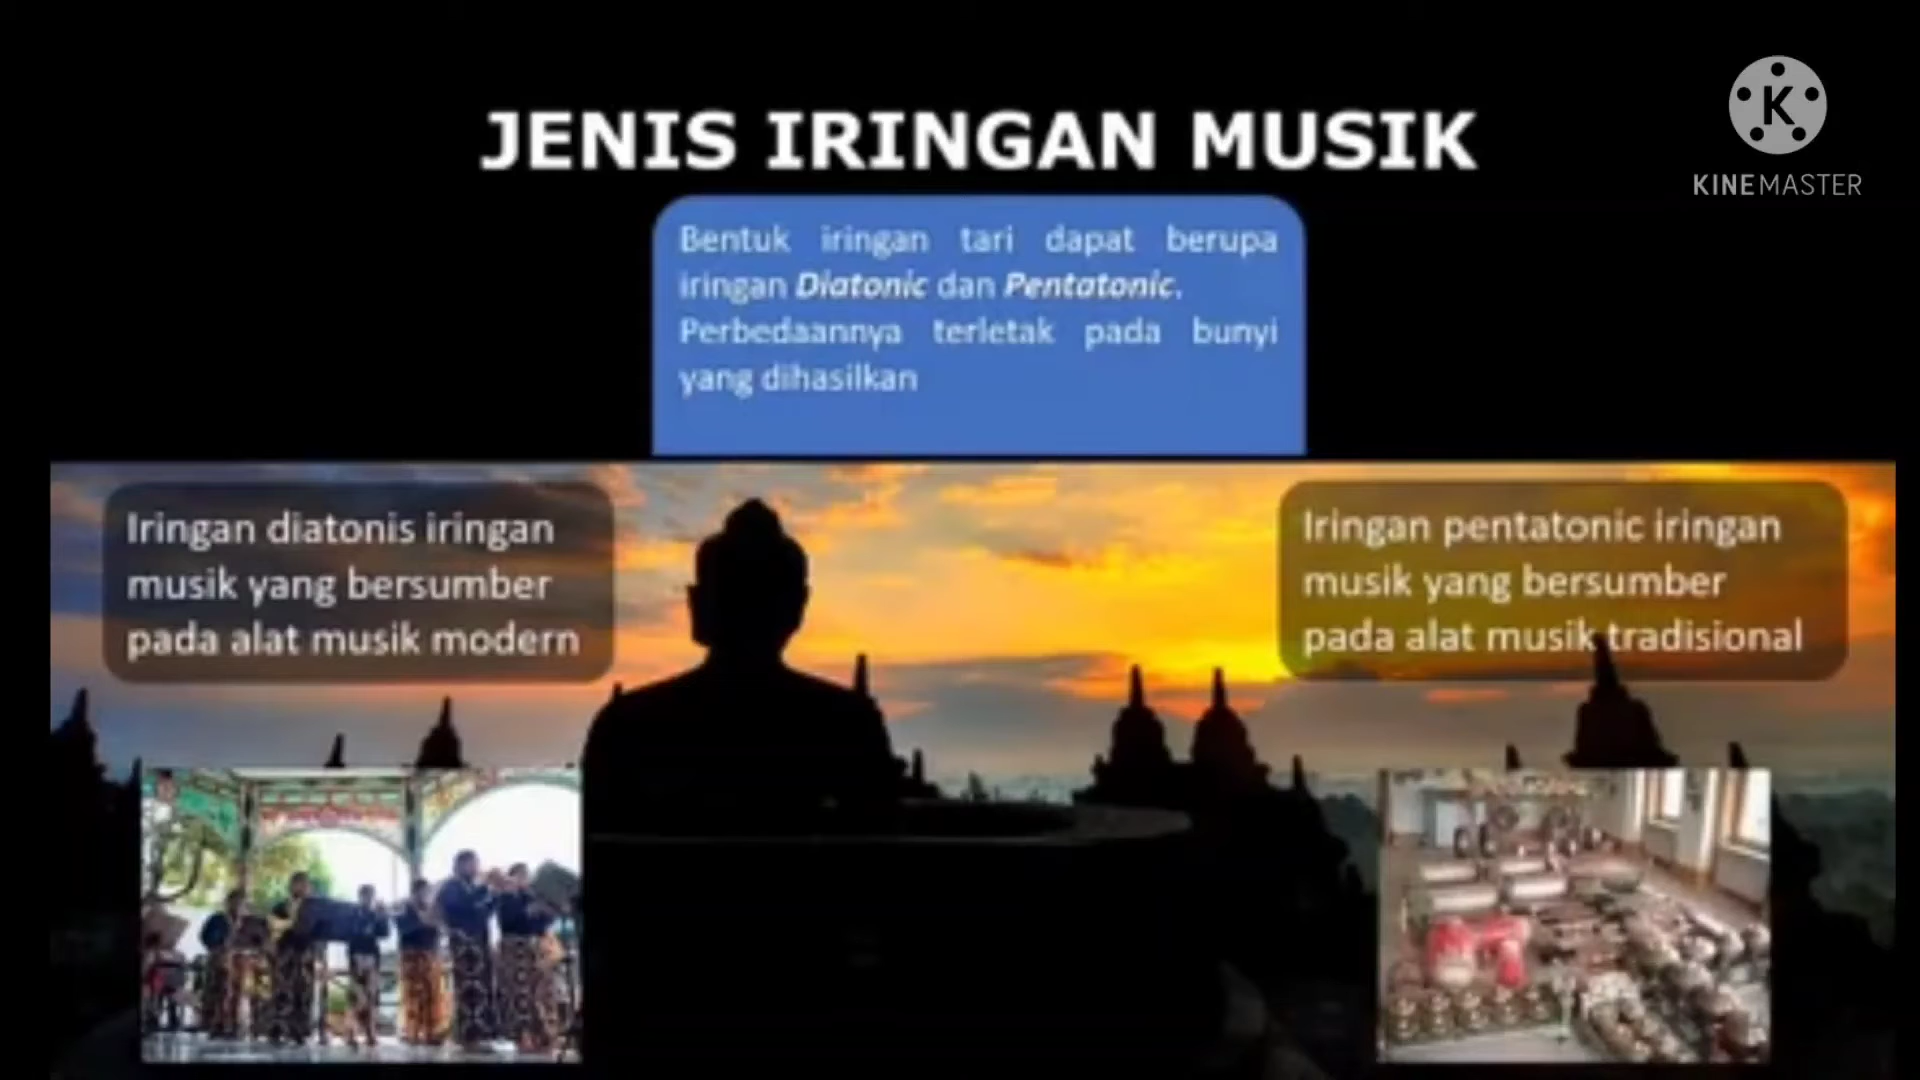 JENIS IRINGAN MUSIK
K
KINEMASTER
Bentuk iringan tari dapat berupa
iringan Diatonic dan Pentatonic.
Perbedaannya terletak pada bunyi
yang dihasilkan
Iringan diatonis iringan
musik yang bersumber
pada alat musik modern
Iringan pentatonic iringan
musik yang bersumber
pada alat musik tradisional